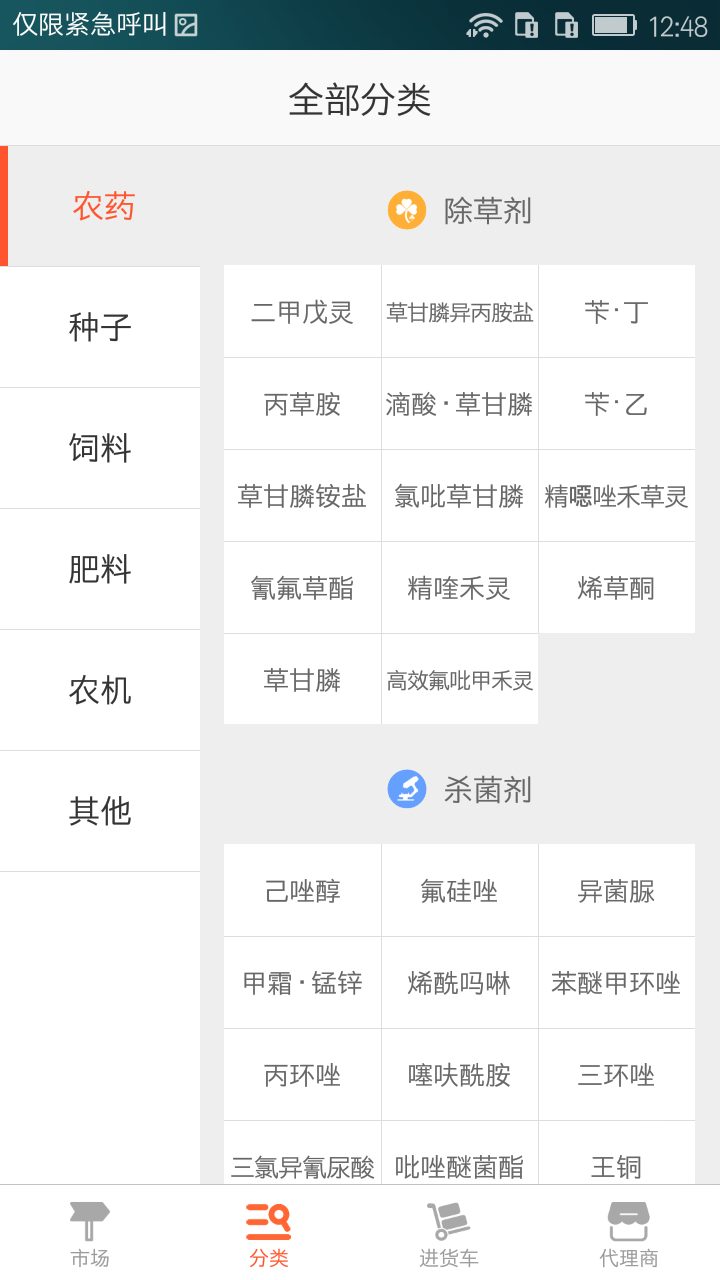 仅限紧急呼叫 12:48
全部分类
农药
种子
饲料
肥料
农机
其他
除草剂
二甲戊灵 草甘膦异丙胺盐 苄·丁
丙草胺 滴酸·草甘膦 苄·乙
草甘膦铵盐 氯吡草甘膦 精噁唑禾草灵
氰氟草酯 精喹禾灵 烯草酮
草甘膦 高效氟吡甲禾灵
杀菌剂
己唑醇 氟硅唑 异菌脲
甲霜·锰锌 烯酰吗啉 苯醚甲环唑
丙环唑 噻呋酰胺 三环唑
三氯异氰尿酸 吡唑醚菌酯 王铜
市场 分类 进货车 代理商